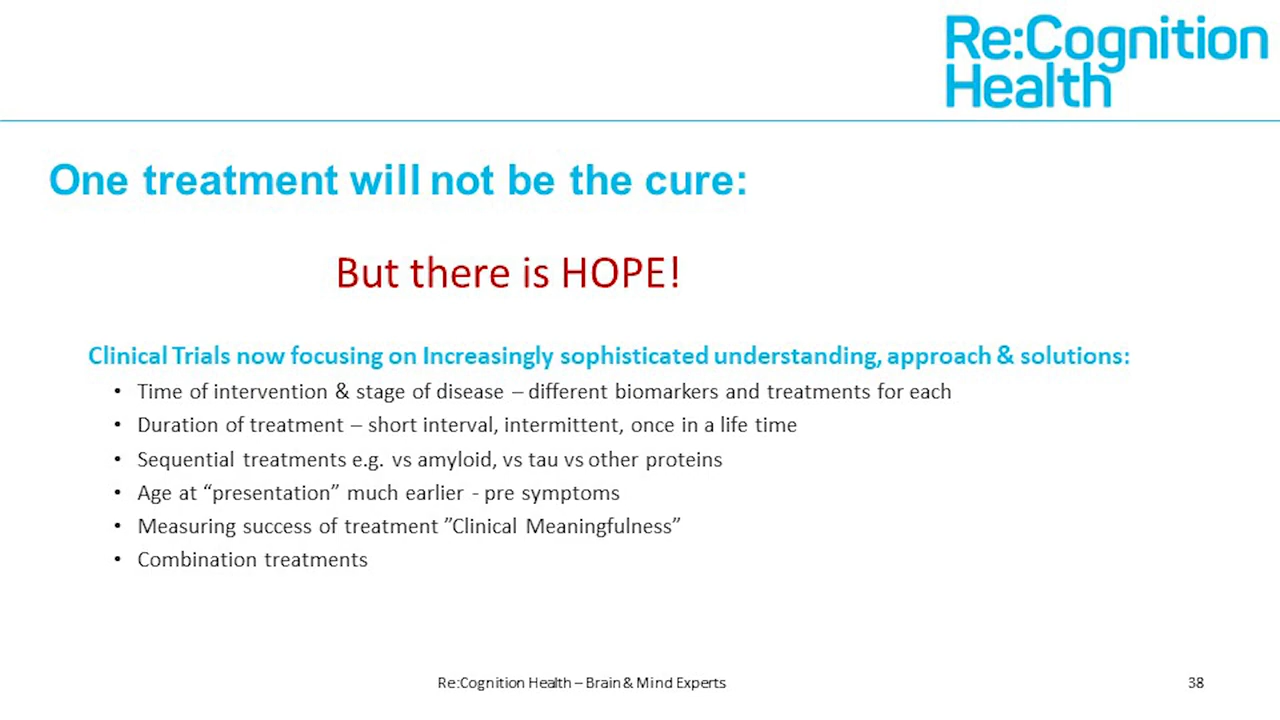 Re:Cognition
Health
One treatment will not be the cure:
But there is HOPE!
Clinical Trials now focusing on Increasingly sophisticated understanding, approach & solutions:
• Time of intervention & stage of disease – different biomarkers and treatments for each
• Duration of treatment – short interval, intermittent, once in a life time
• Sequential treatments e.g. vs amyloid, vs tau vs other proteins
• Age at “presentation” much earlier - pre symptoms
• Measuring success of treatment ”Clinical Meaningfulness”
• Combination treatments
Re:Cognition Health – Brain & Mind Experts
38